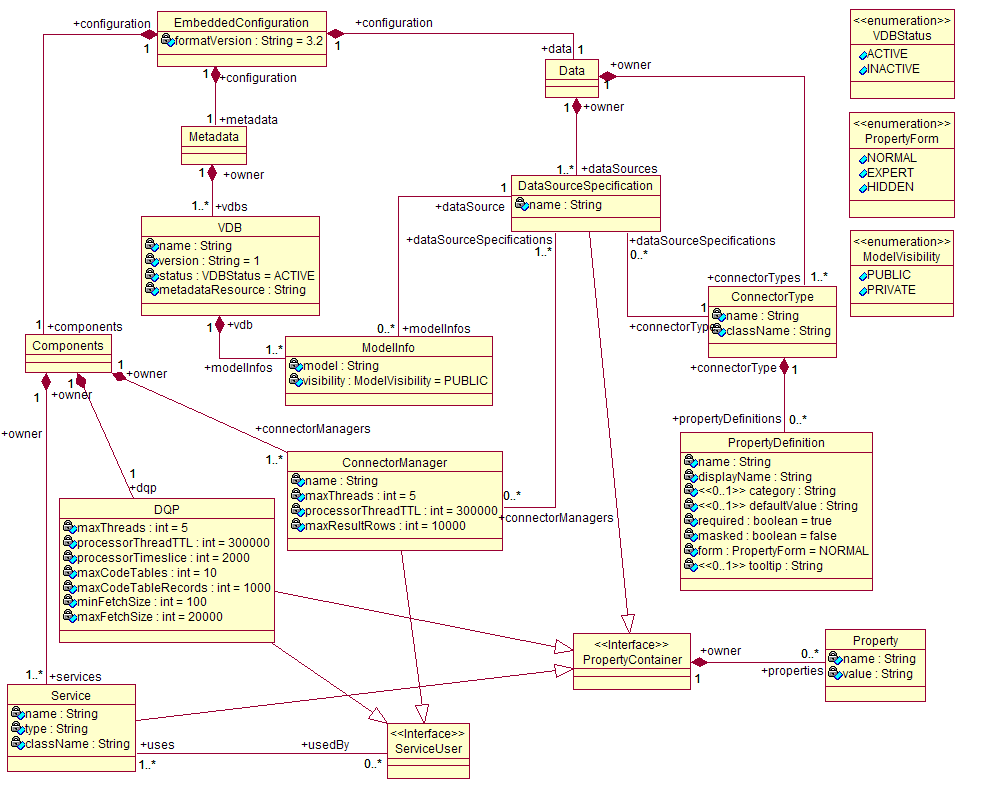 +configuration
EmbeddedConfiguration
+configuration
formatVersion : String = 3.2
1
1
1
+configuration
+data
1
Data
+owner
1
1
+owner
1
+metadata
Metadata
1
+owner
1..*
+vdbs
VDB
name : String
version : String = 1
status : VDBStatus = ACTIVE
metadataResource : String
1
+vdb
1..*
+modelInfos
1..*
+dataSources
DataSourceSpecification
name : String
1
+dataSource
+dataSourceSpecifications
1..*
+dataSourceSpecifications
0..*
0..*
+modelInfos
ModelInfo
model : String
visibility : ModelVisibility = PUBLIC
+connectorTypes
1..*
ConnectorType
name : String
className : String
1
+connectorType
+connectorType
1
+propertyDefinitions
0..*
PropertyDefinition
name : String
displayName : String
<<0..1>> category : String
<<0..1>> defaultValue : String
required : boolean = true
masked : boolean = false
form : PropertyForm = NORMAL
<<0..1>> tooltip : String
<<enumeration>>
VDBStatus
ACTIVE
INACTIVE
<<enumeration>>
PropertyForm
NORMAL
EXPERT
HIDDEN
<<enumeration>>
ModelVisibility
PUBLIC
PRIVATE
1
+components
Components
1
+owner
1
+owner
1
+owner
+connectorManagers
1..*
ConnectorManager
name : String
maxThreads : int = 5
processorThreadTTL : int = 300000
maxResultRows : int = 10000
0..*
+connectorManagers
1
+dqp
DQP
maxThreads : int = 5
processorThreadTTL : int = 300000
processorTimeslice : int = 2000
maxCodeTables : int = 10
maxCodeTableRecords : int = 1000
minFetchSize : int = 100
maxFetchSize : int = 20000
1..*
+services
Service
name : String
type : String
className : String
+uses
1..*
+usedBy
0..*
<<Interface>>
ServiceUser
<<Interface>>
PropertyContainer
+owner
1
0..*
+properties
Property
name : String
value : String